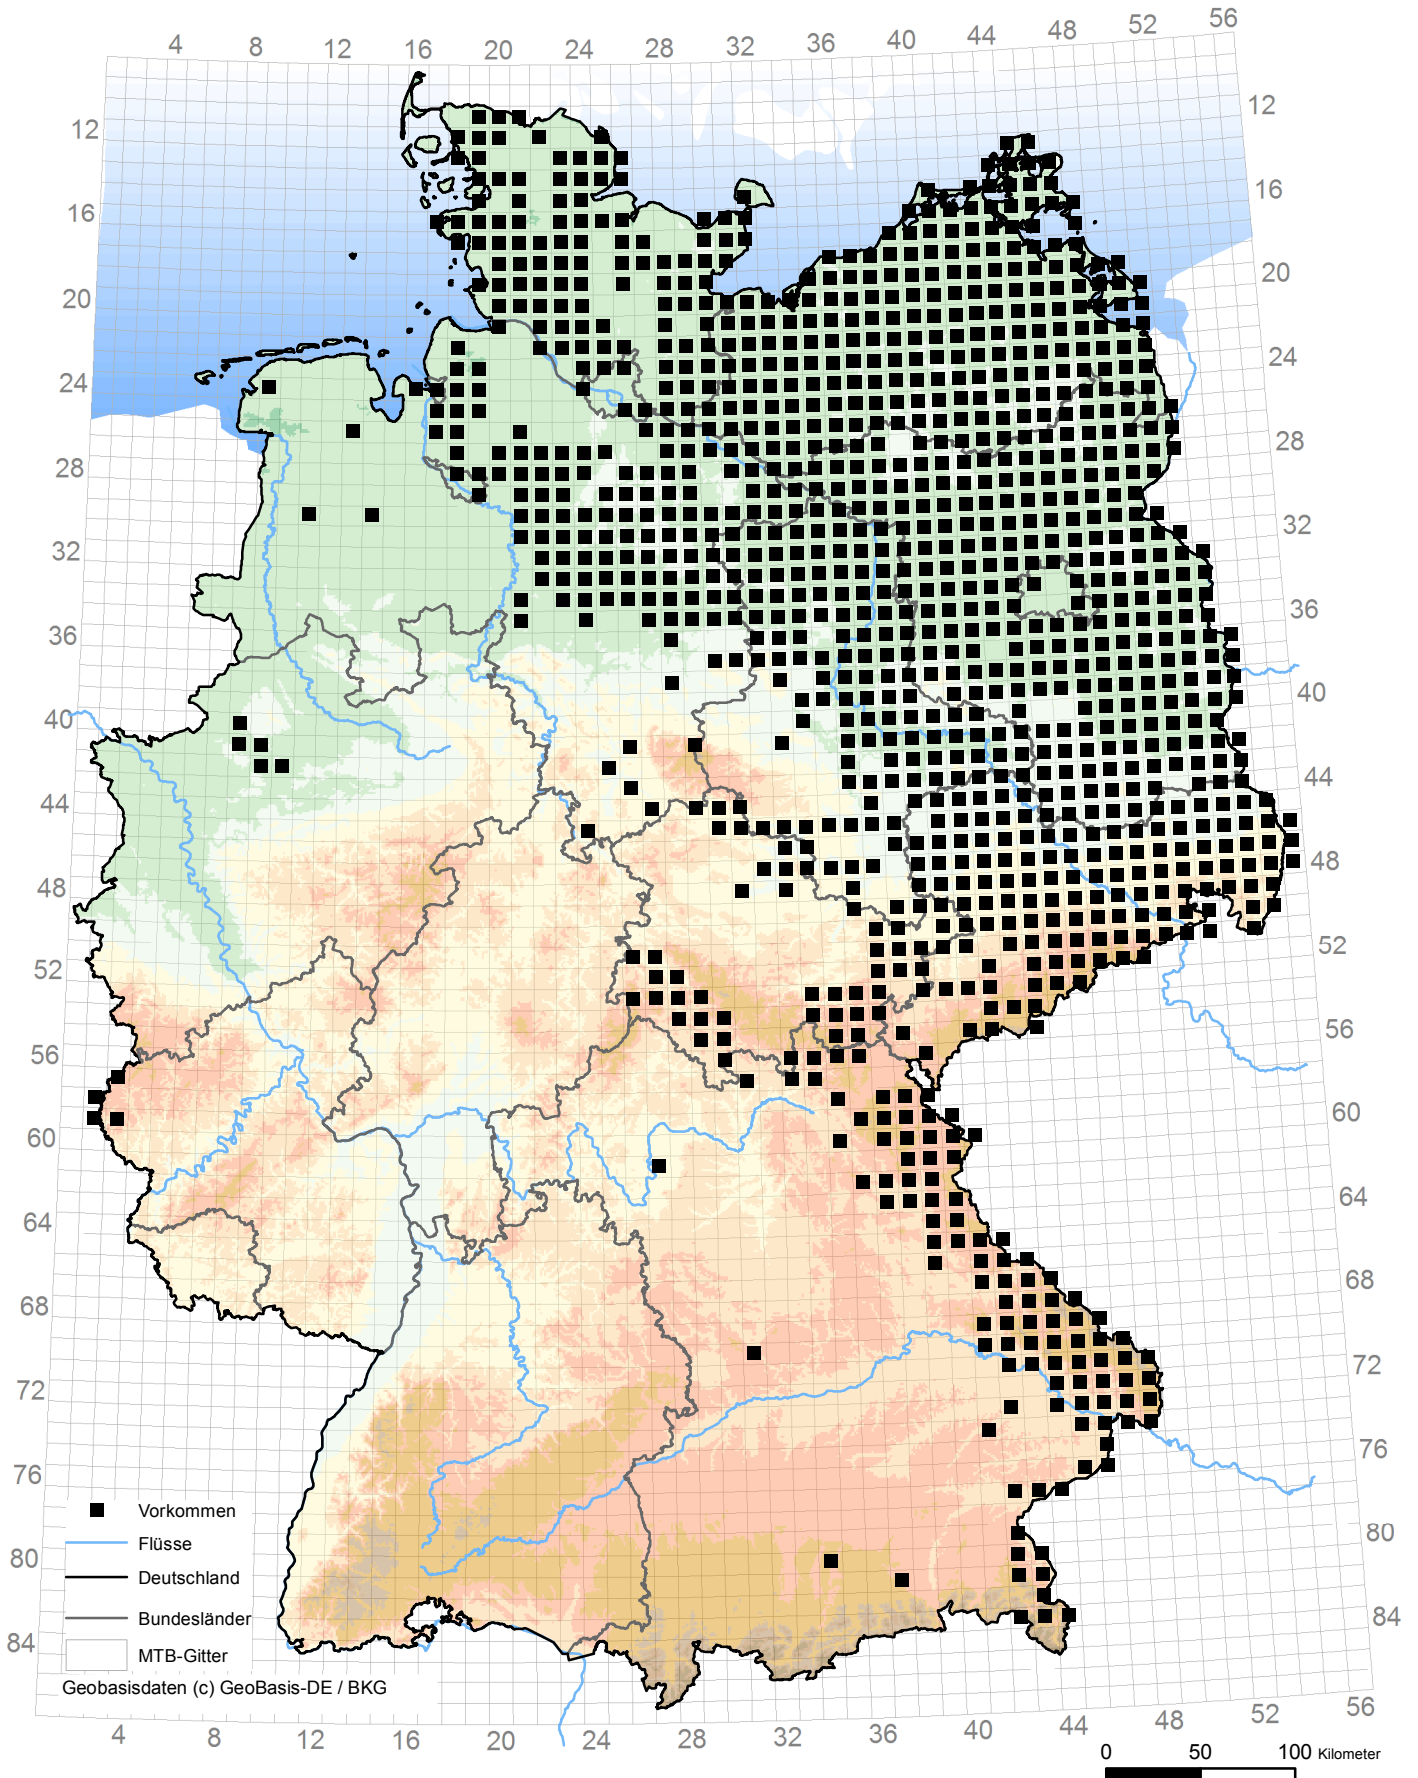 4 8 12 16 20 24 28 32 36 40 44 48 52 56
12 12
16 16
20 20
24 24
28 28
32 32
36 36
40 40
44 44
48 48
52 52
56 56
60 60
64 64
68 68
72 72
76 76
80 80
84 84
Vorkommen
Flüsse
Deutschland
Bundesländer
MTB-Gitter
Geobasisdaten (c) GeoBasis-DE / BKG
4 8 12 16 20 24 28 32 36 40 44 48 52 56
0 50 100 Kilometer